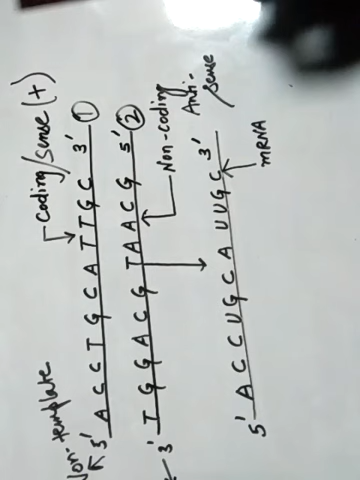 Coding/sense (+)
Non-template
5' A C C T G C A T T G C 3' ①
3' T G G A C G T A A C G 5' ②
Non-coding
Anti-
sense
5' A C C U G C A U U G C 3'
mRNA